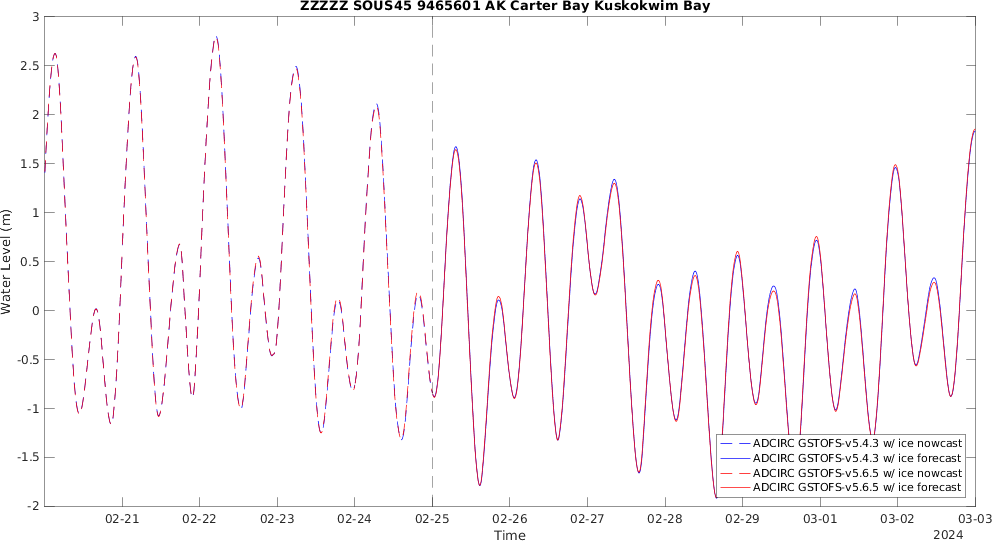 ZZZZZ SOUS45 9465601 AK Carter Bay Kuskokwim Bay
3
2.5
2
1.5
1
0.5
0
-0.5
-1
-1.5
-2
Water Level (m)
ADCIRC GSTOFS-v5.4.3 w/ ice nowcast
ADCIRC GSTOFS-v5.4.3 w/ ice forecast
ADCIRC GSTOFS-v5.6.5 w/ ice nowcast
ADCIRC GSTOFS-v5.6.5 w/ ice forecast
02-21 02-22 02-23 02-24 02-25 02-26 02-27 02-28 02-29 03-01 03-02 03-03
Time 2024